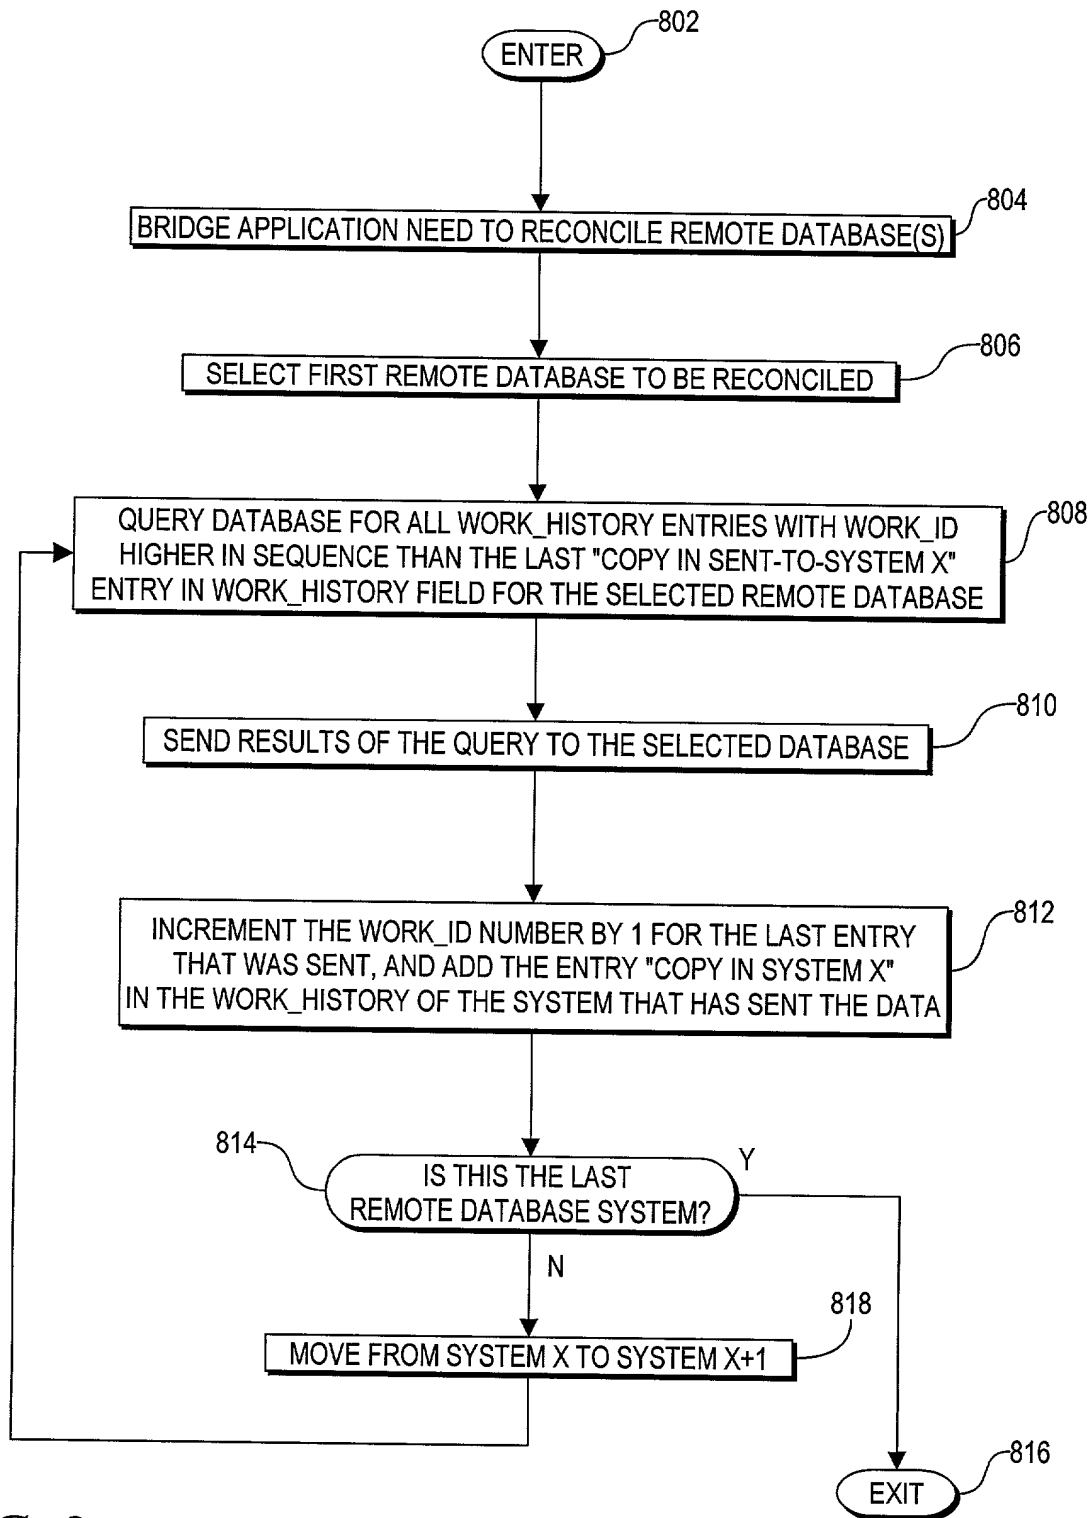 802
ENTER
804
BRIDGE APPLICATION NEED TO RECONCILE REMOTE DATABASE(S)
806
SELECT FIRST REMOTE DATABASE TO BE RECONCILED
808
QUERY DATABASE FOR ALL WORK_HISTORY ENTRIES WITH WORK_ID
HIGHER IN SEQUENCE THAN THE LAST "COPY IN SENT-TO-SYSTEM X"
ENTRY IN WORK_HISTORY FIELD FOR THE SELECTED REMOTE DATABASE
810
SEND RESULTS OF THE QUERY TO THE SELECTED DATABASE
812
INCREMENT THE WORK_ID NUMBER BY 1 FOR THE LAST ENTRY
THAT WAS SENT, AND ADD THE ENTRY "COPY IN SYSTEM X"
IN THE WORK_HISTORY OF THE SYSTEM THAT HAS SENT THE DATA
814
IS THIS THE LAST
REMOTE DATABASE SYSTEM?
Y
N
818
MOVE FROM SYSTEM X TO SYSTEM X+1
816
EXIT